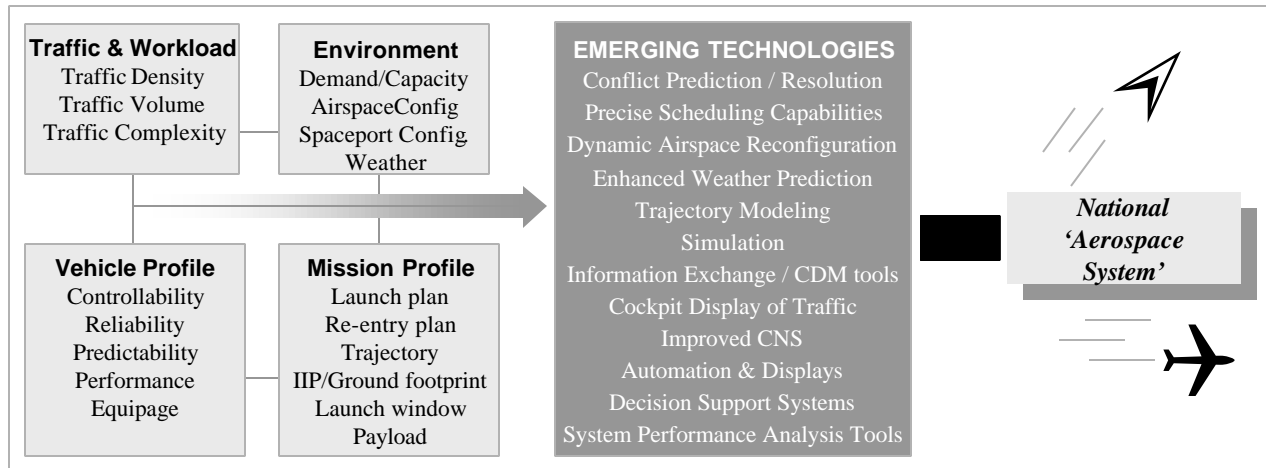 Traffic & Workload
Traffic Density
Traffic Volume
Traffic Complexity
Environment
Demand/Capacity
AirspaceConfig
Spaceport Config.
Weather
Vehicle Profile
Controllability
Reliability
Predictability
Performance
Equipage
Mission Profile
Launch plan
Re-entry plan
Trajectory
IIP/Ground footprint
Launch window
Payload
EMERGING TECHNOLOGIES
Conflict Prediction / Resolution
Precise Scheduling Capabilities
Dynamic Airspace Reconfiguration
Enhanced Weather Prediction
Trajectory Modeling
Simulation
Information Exchange / CDM tools
Cockpit Display of Traffic
Improved CNS
Automation & Displays
Decision Support Systems
System Performance Analysis Tools
National
‘Aerospace
System’